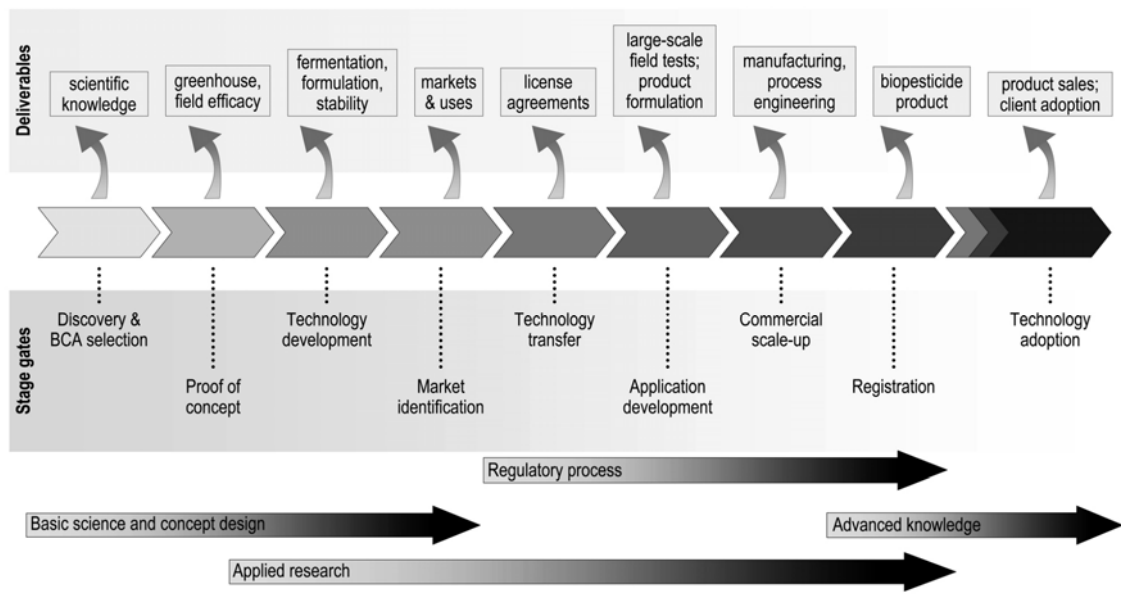 Deliverables
scientific
knowledge
greenhouse,
field efficacy
fermentation,
formulation,
stability
markets
& uses
license
agreements
large-scale
field tests;
product
formulation
manufacturing,
process
engineering
biopesticide
product
product sales;
client adoption
Stage gates
Discovery &
BCA selection
Proof of
concept
Technology
development
Market
identification
Technology
transfer
Application
development
Commercial
scale-up
Registration
Technology
adoption
Regulatory process
Basic science and concept design
Advanced knowledge
Applied research